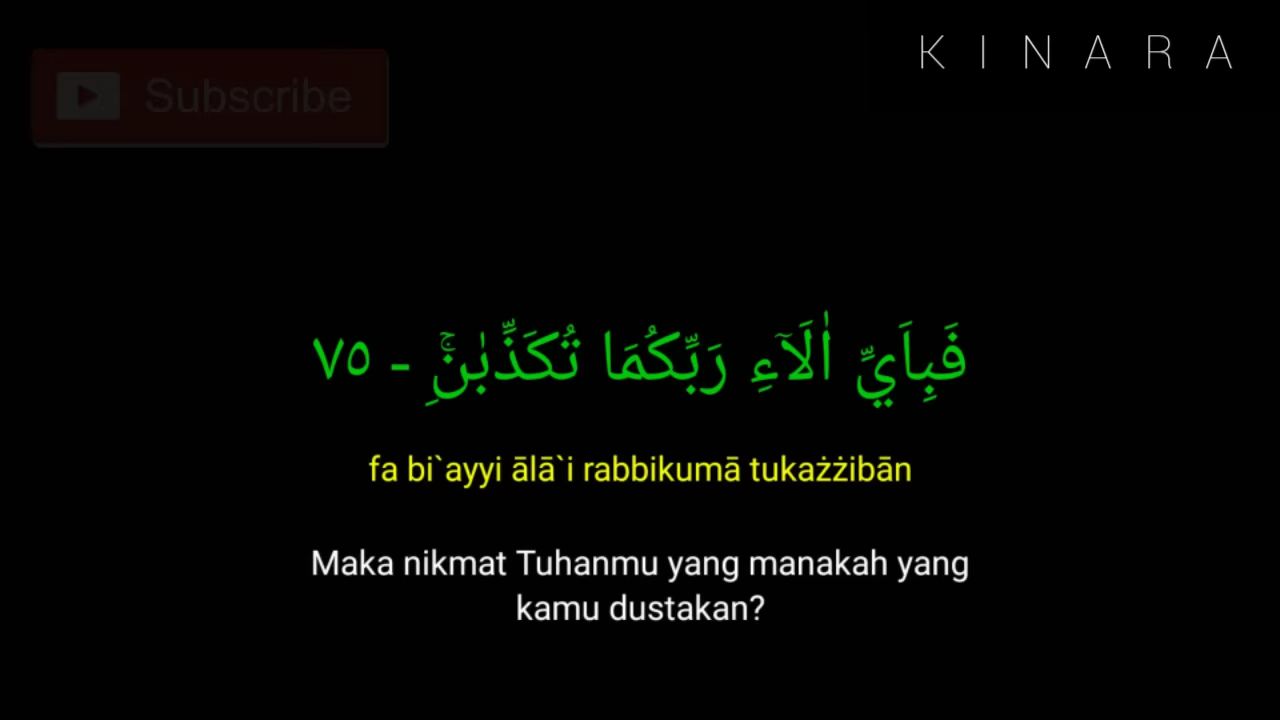 K I N A R A
Subscribe
فَبِاَيِّ اٰلَاۤءِ رَبِّكُمَا تُكَذِّبٰنِۚ - ٧٥
fa bi`ayyi ālā`i rabbikumā tukażżibān
Maka nikmat Tuhanmu yang manakah yang
kamu dustakan?